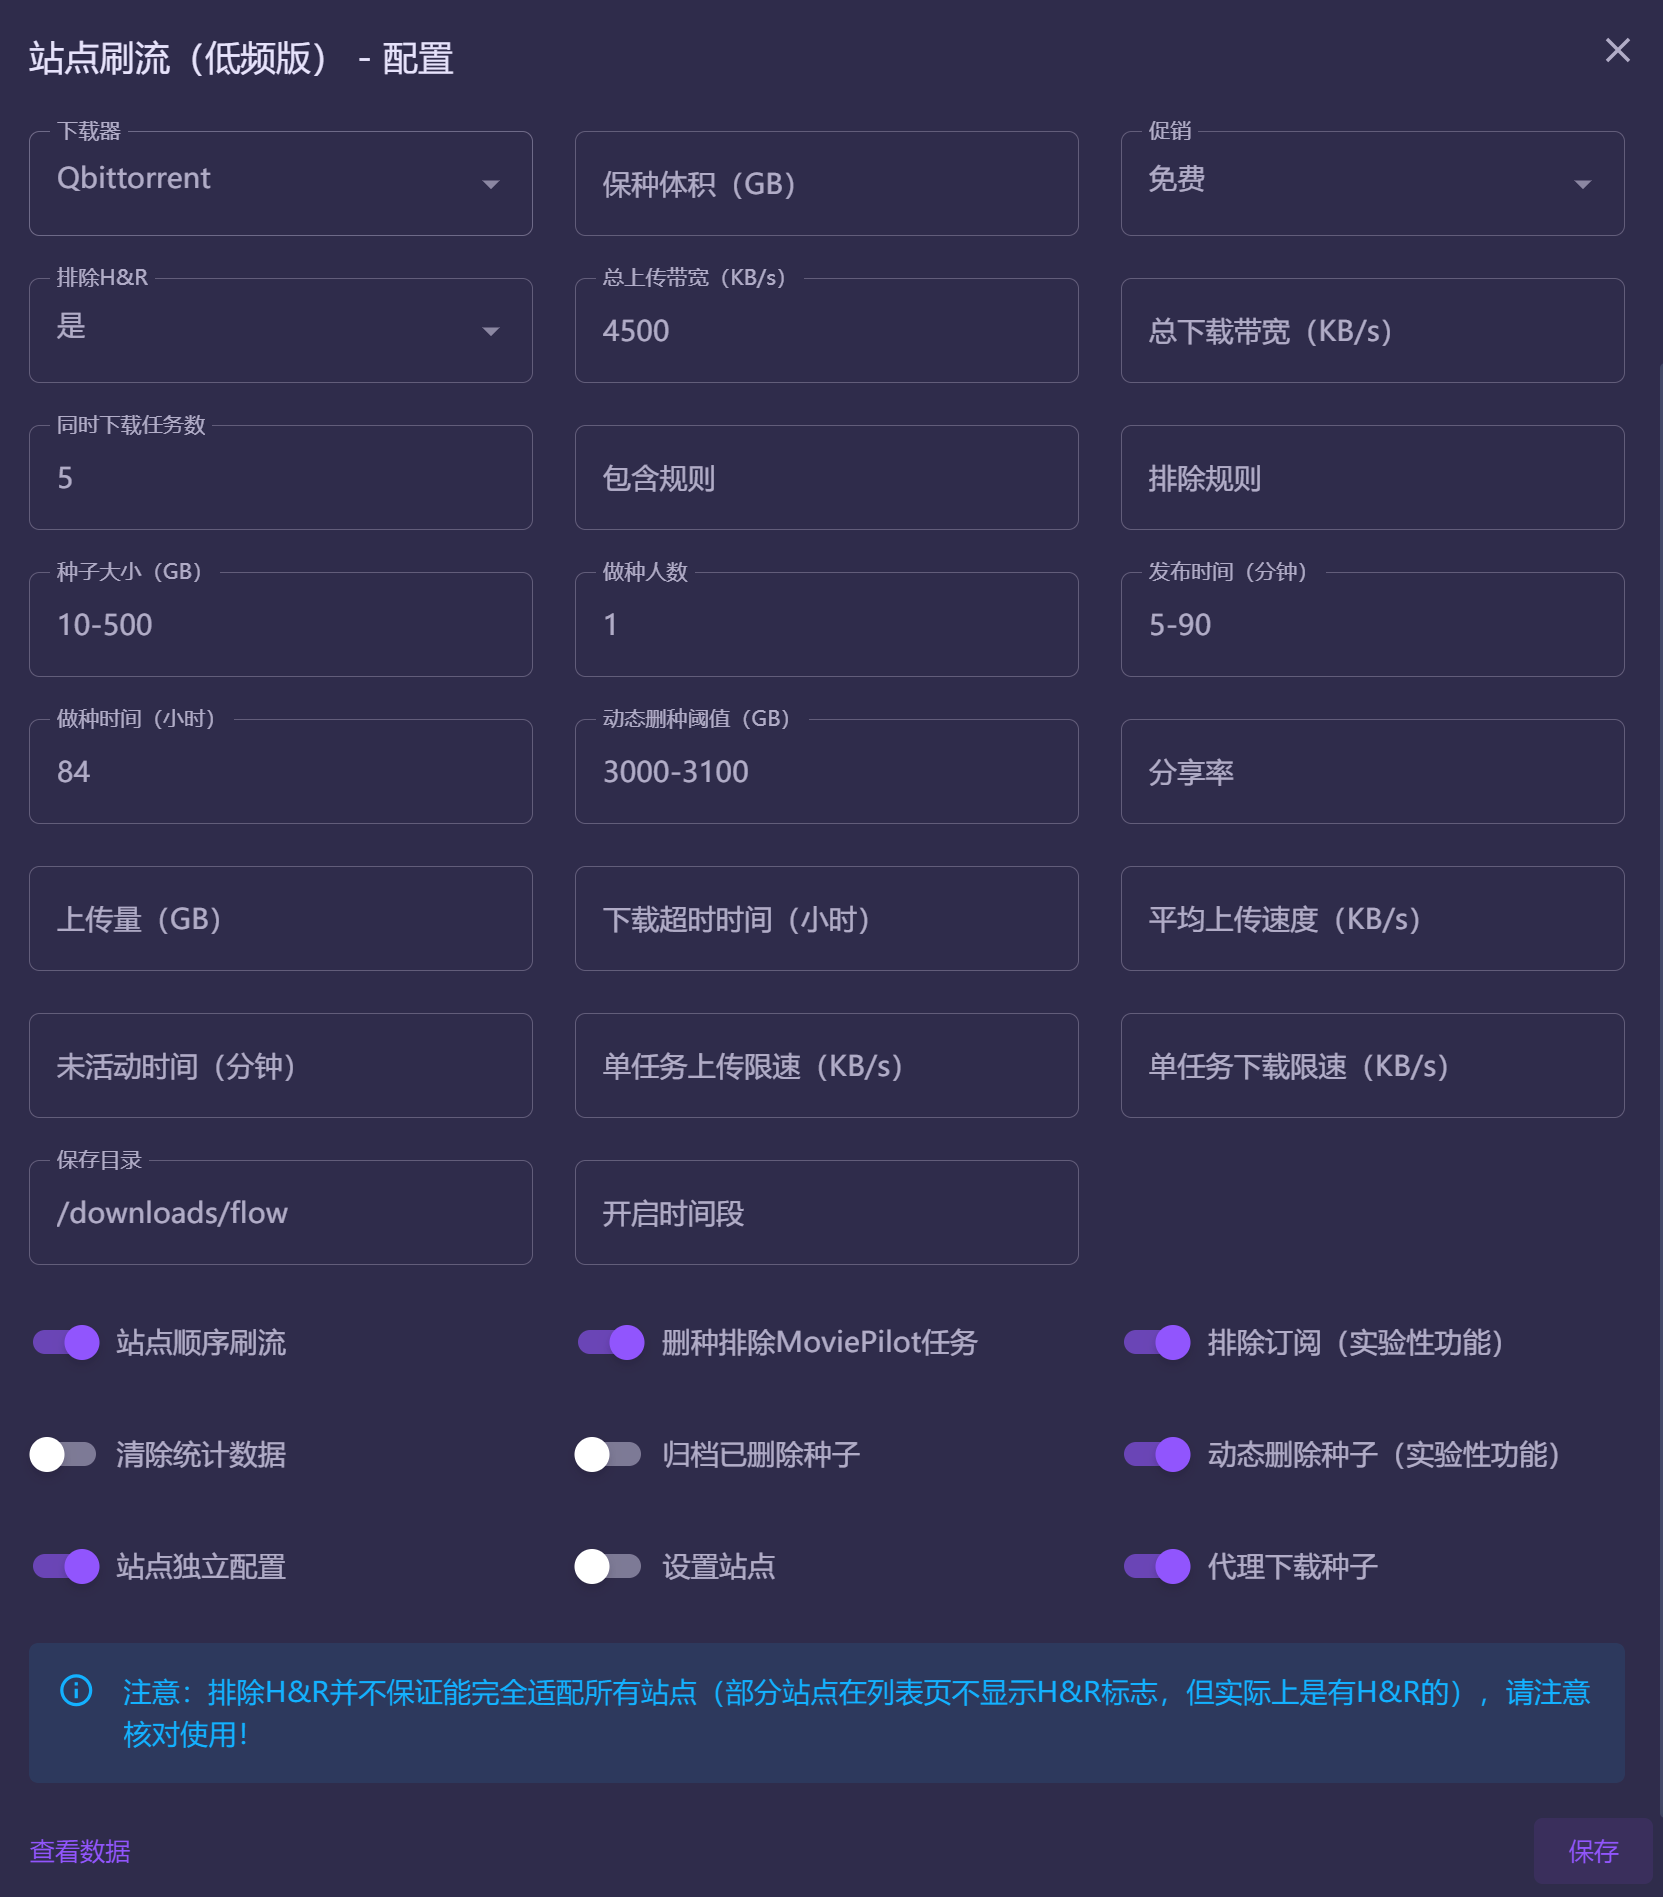 站点刷流（低频版） - 配置
下载器
Qbittorrent
保种体积（GB）
促销
免费
排除H&R
是
总上传带宽（KB/s）
4500
总下载带宽（KB/s）
同时下载任务数
5
包含规则
排除规则
种子大小（GB）
10-500
做种人数
1
发布时间（分钟）
5-90
做种时间（小时）
84
动态删种阈值（GB）
3000-3100
分享率
上传量（GB）
下载超时时间（小时）
平均上传速度（KB/s）
未活动时间（分钟）
单任务上传限速（KB/s）
单任务下载限速（KB/s）
保存目录
/downloads/flow
开启时间段
站点顺序刷流
删种排除MoviePilot任务
排除订阅（实验性功能）
清除统计数据
归档已删除种子
动态删除种子（实验性功能）
站点独立配置
设置站点
代理下载种子
注意：排除H&R并不保证能完全适配所有站点（部分站点在列表页不显示H&R标志，但实际上是有H&R的），请注意
核对使用！
查看数据
保存